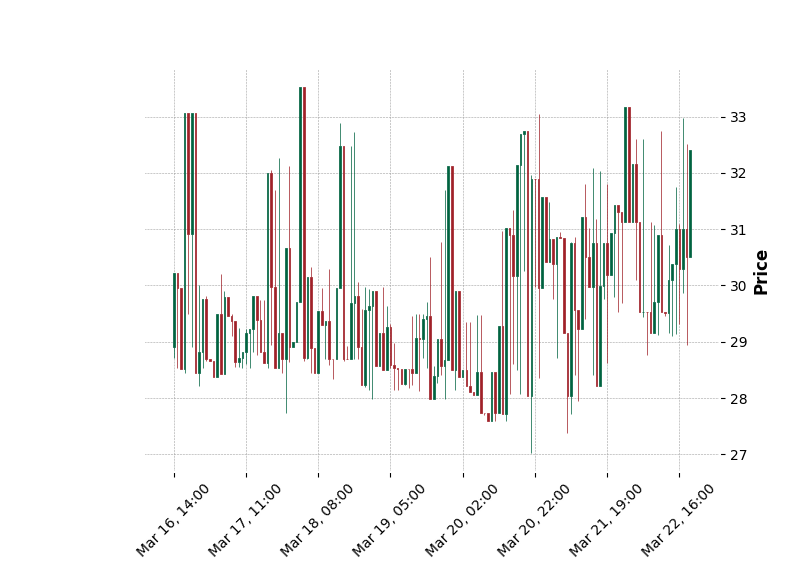 33
32
31
30
29
28
27
Price
Mar 16, 14:00
Mar 17, 11:00
Mar 18, 08:00
Mar 19, 05:00
Mar 20, 02:00
Mar 20, 22:00
Mar 21, 19:00
Mar 22, 16:00